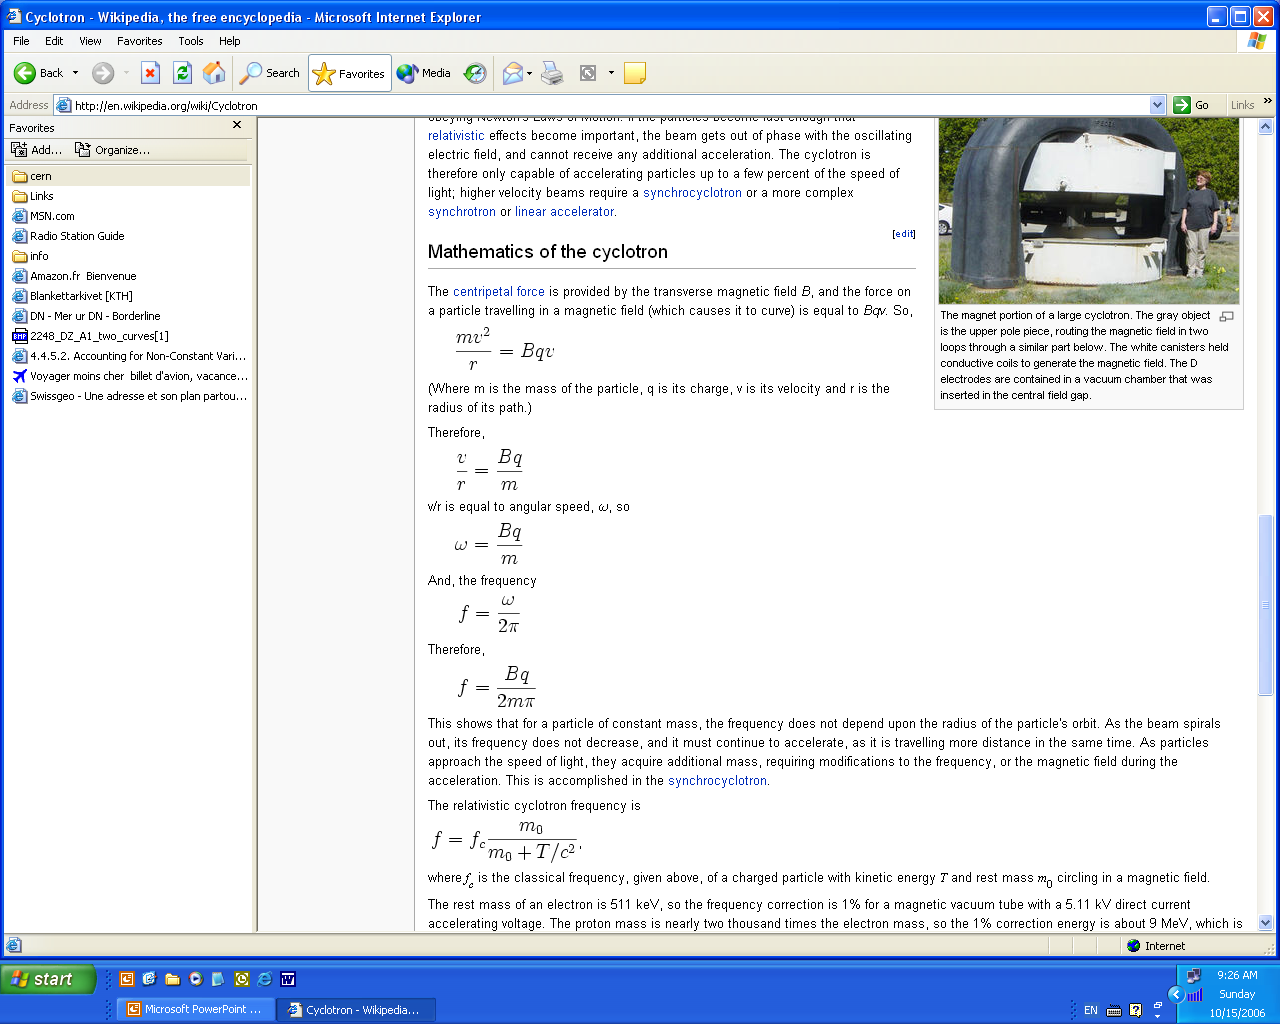 Cyclotron - Wikipedia, the free encyclopedia - Microsoft Internet Explorer
File Edit View Favorites Tools Help
Back Search Favorites Media
Address http://en.wikipedia.org/wiki/Cyclotron Go Links »
Favorites
Add... Organize...
cern
Links
MSN.com
Radio Station Guide
info
Amazon.fr Bienvenue
Blankettarkivet [KTH]
DN - Mer ur DN - Borderline
2248_DZ_A1_two_curves[1]
4.4.5.2. Accounting for Non-Constant Vari...
Voyager moins cher billet d'avion, vacance...
Swissgeo - Une adresse et son plan partou...
obeying Newton's Laws of Motion. If the particles become fast enough that
relativistic effects become important, the beam gets out of phase with the oscillating
electric field, and cannot receive any additional acceleration. The cyclotron is
therefore only capable of accelerating particles up to a few percent of the speed of
light; higher velocity beams require a synchrocyclotron or a more complex
synchrotron or linear accelerator.
[edit]
Mathematics of the cyclotron
The centripetal force is provided by the transverse magnetic field B, and the force on
a particle travelling in a magnetic field (which causes it to curve) is equal to Bqv. So,
mv²/r = Bqv
(Where m is the mass of the particle, q is its charge, v is its velocity and r is the
radius of its path.)
Therefore,
v/r = Bq/m
v/r is equal to angular speed, ω, so
ω = Bq/m
And, the frequency
f = ω/2π
Therefore,
f = Bq/2mπ
This shows that for a particle of constant mass, the frequency does not depend upon the radius of the particle's orbit. As the beam spirals
out, its frequency does not decrease, and it must continue to accelerate, as it is travelling more distance in the same time. As particles
approach the speed of light, they acquire additional mass, requiring modifications to the frequency, or the magnetic field during the
acceleration. This is accomplished in the synchrocyclotron.
The relativistic cyclotron frequency is
f = f_c m₀/(m₀ + T/c²),
where f_c is the classical frequency, given above, of a charged particle with kinetic energy T and rest mass m₀ circling in a magnetic field.
The rest mass of an electron is 511 keV, so the frequency correction is 1% for a magnetic vacuum tube with a 5.11 kV direct current
accelerating voltage. The proton mass is nearly two thousand times the electron mass, so the 1% correction energy is about 9 MeV, which is
The magnet portion of a large cyclotron. The gray object
is the upper pole piece, routing the magnetic field in two
loops through a similar part below. The white canisters held
conductive coils to generate the magnetic field. The D
electrodes are contained in a vacuum chamber that was
inserted in the central field gap.
Internet
start
Microsoft PowerPoint ...
Cyclotron - Wikipedia...
EN
9:26 AM
Sunday
10/15/2006